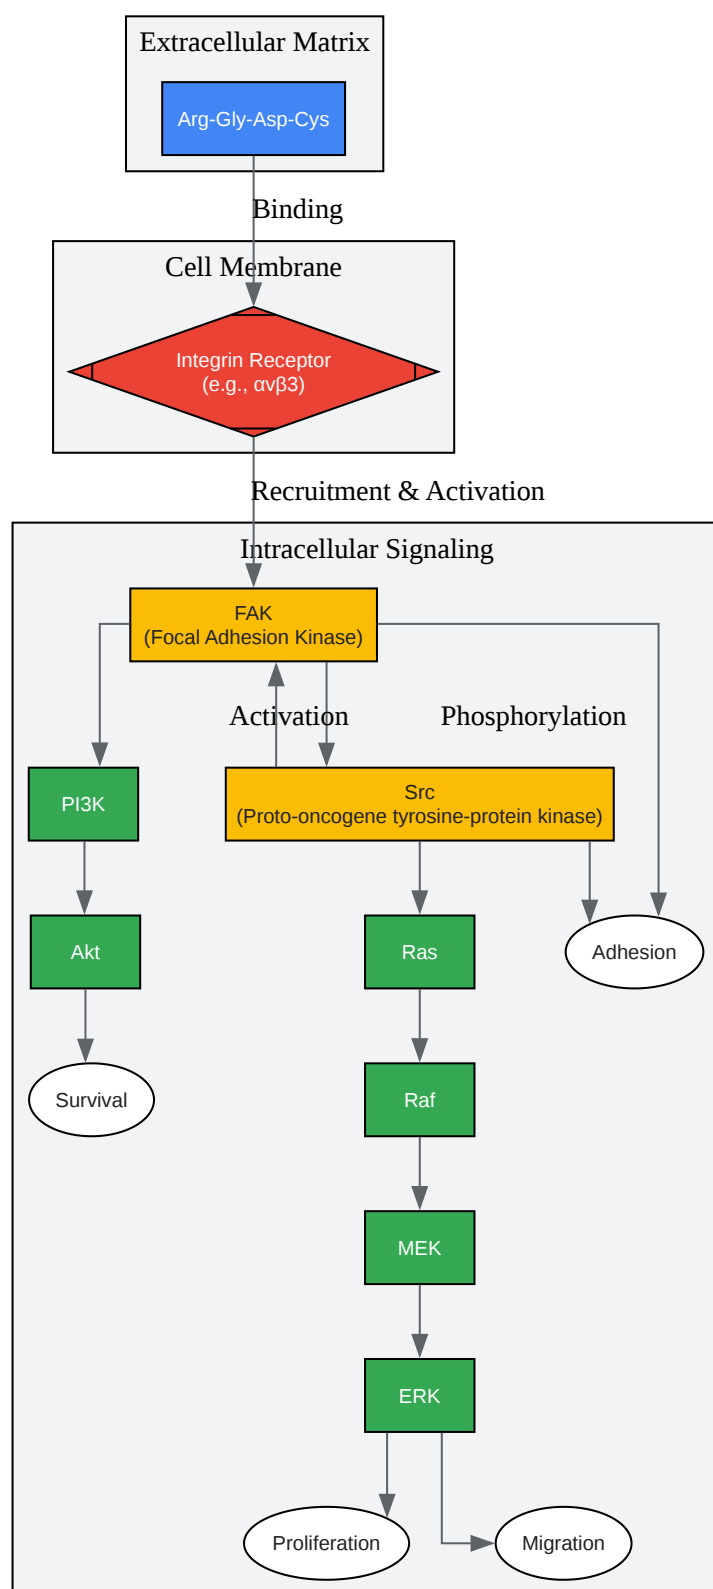 Extracellular Matrix
Arg-Gly-Asp-Cys
Binding
Cell Membrane
Integrin Receptor
(e.g., αvβ3)
Recruitment & Activation
Intracellular Signaling
FAK
(Focal Adhesion Kinase)
Activation
Phosphorylation
PI3K
Src
(Proto-oncogene tyrosine-protein kinase)
Akt
Ras
Adhesion
Survival
Raf
MEK
ERK
Proliferation
Migration